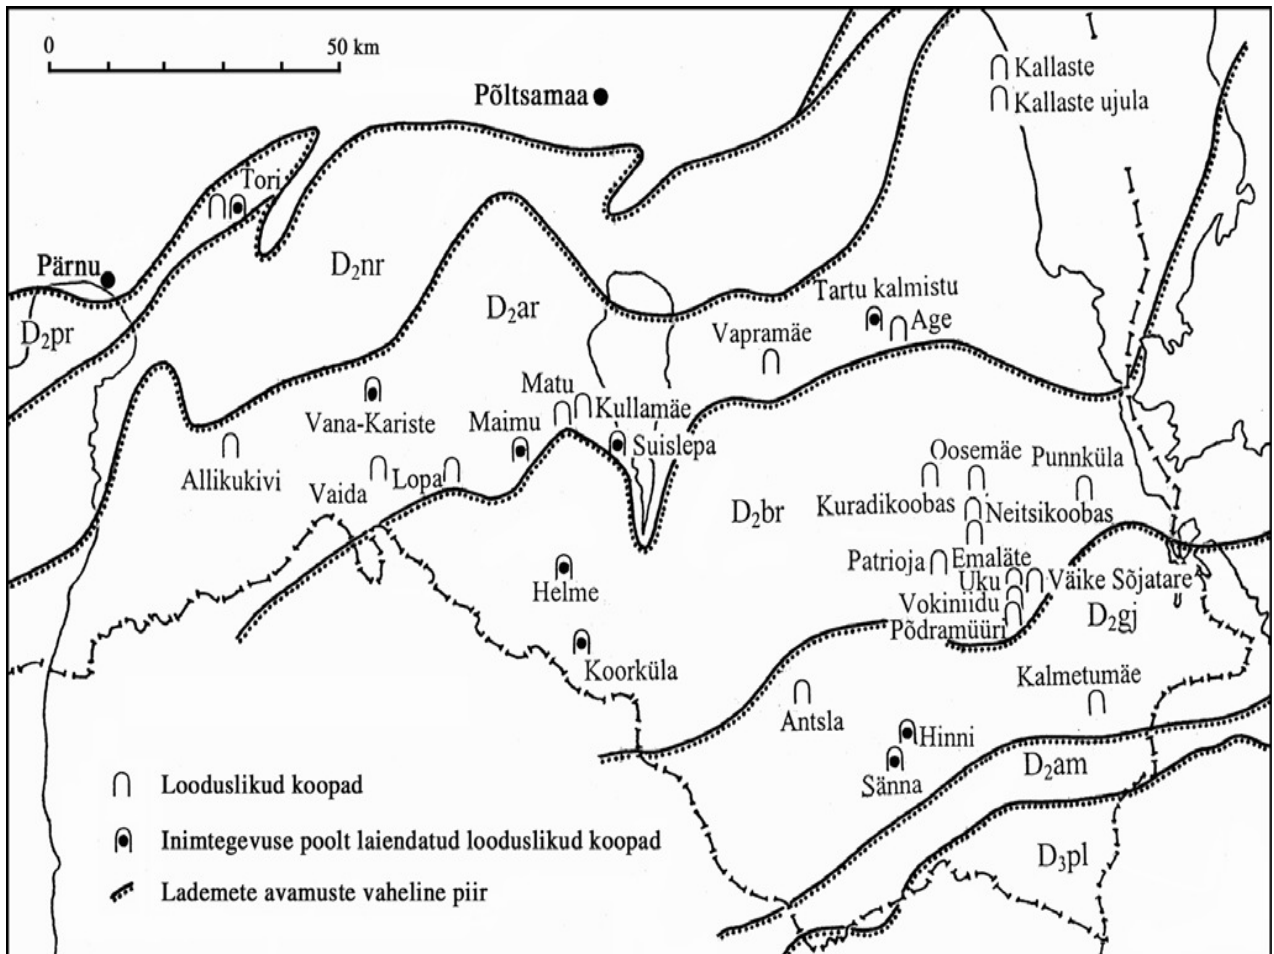 0 50 km
Põltsamaa
Kallaste
Kallaste ujula
Tori
Pärnu
D₂nr
D₂pr
D₂ar
Tartu kalmistu
Age
Vapramäe
Matu
Kullamäe
Vana-Kariste
Maimu
Suislepa
Allikukivi
Vaida
Lopa
Oosemäe
Punnküla
Kuradikoobas
Neitsikoobas
D₂br
Patrioja
Emaläte
Uku
Väike Sõjatare
Helme
Vokiniidu
D₂gj
Põdramüüri
Koorküla
Kalmetumäe
Antsla
Hinni
D₂am
Sänna
Looduslikud koopad
Inimtegevuse poolt laiendatud looduslikud koopad
D₃pl
Lademete avamuste vaheline piir